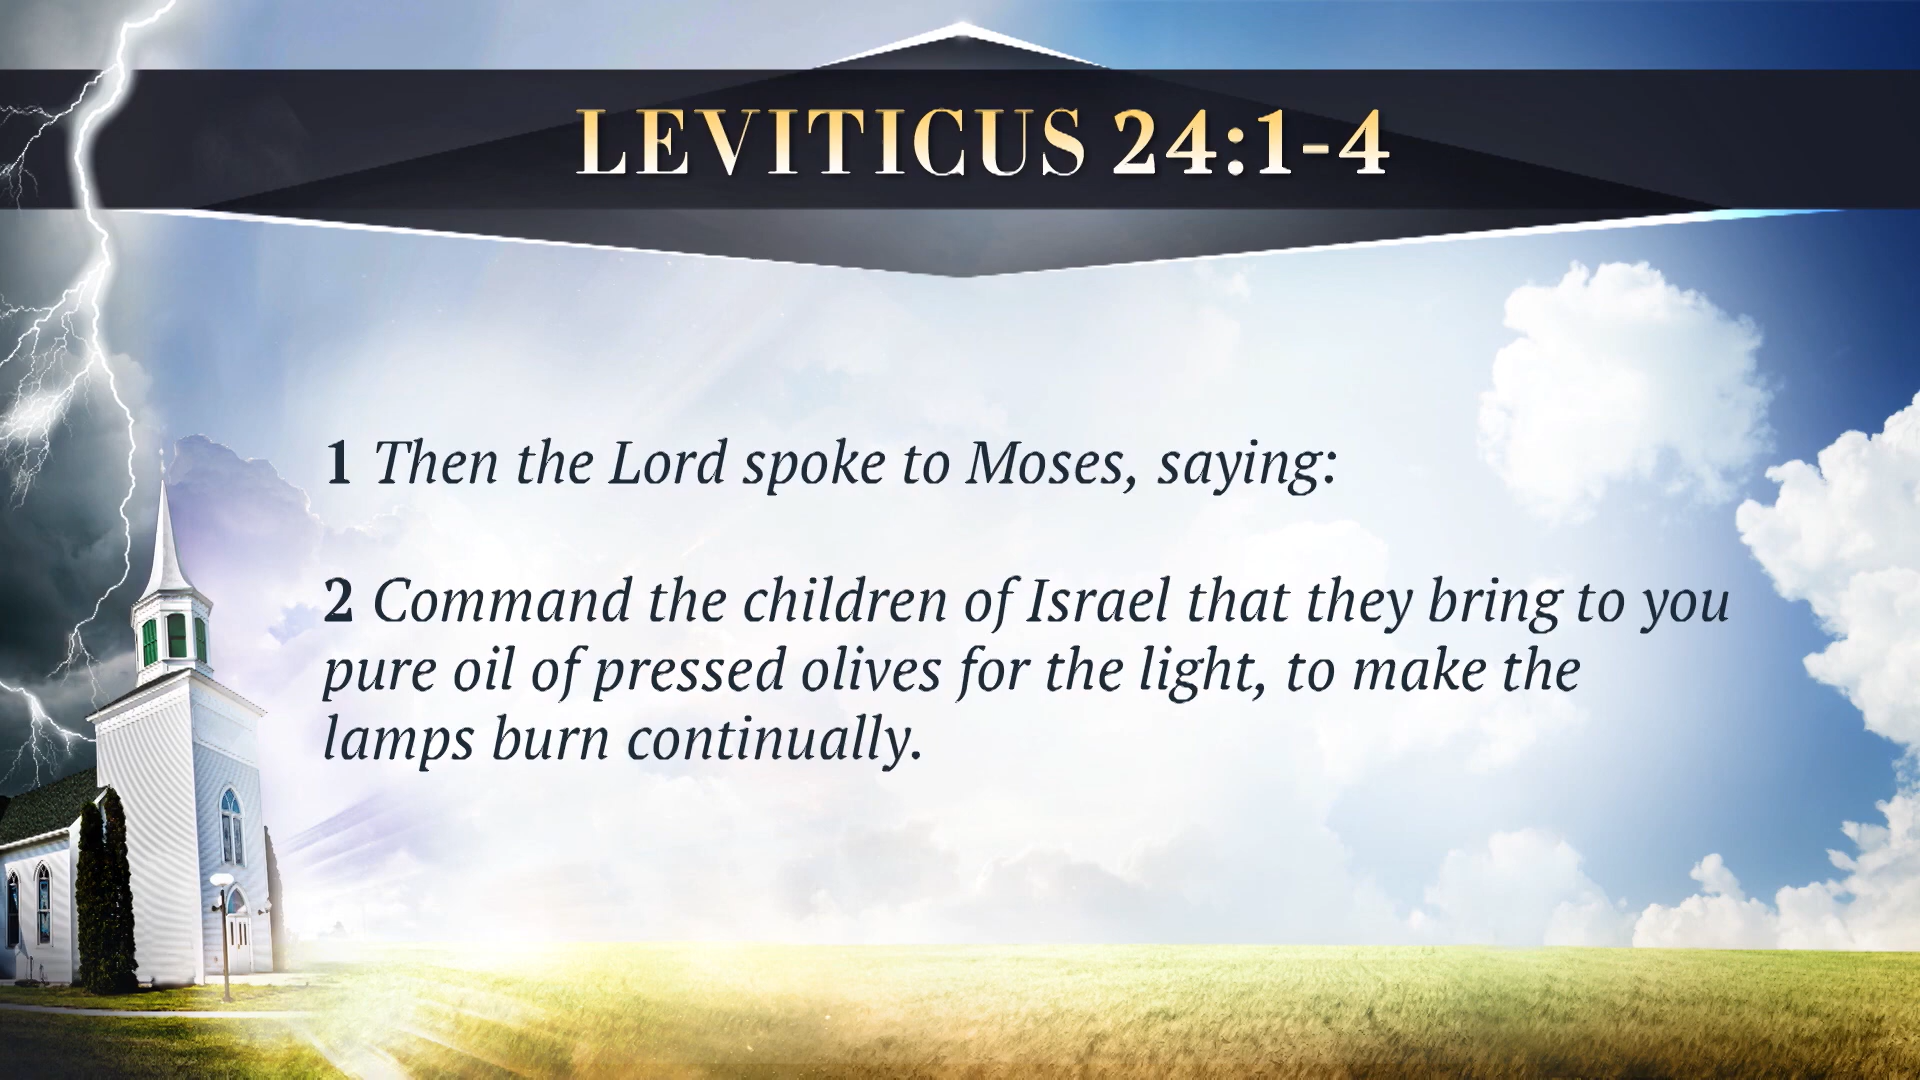 LEVITICUS 24:1-4
1 Then the Lord spoke to Moses, saying:
2 Command the children of Israel that they bring to you
pure oil of pressed olives for the light, to make the
lamps burn continually.